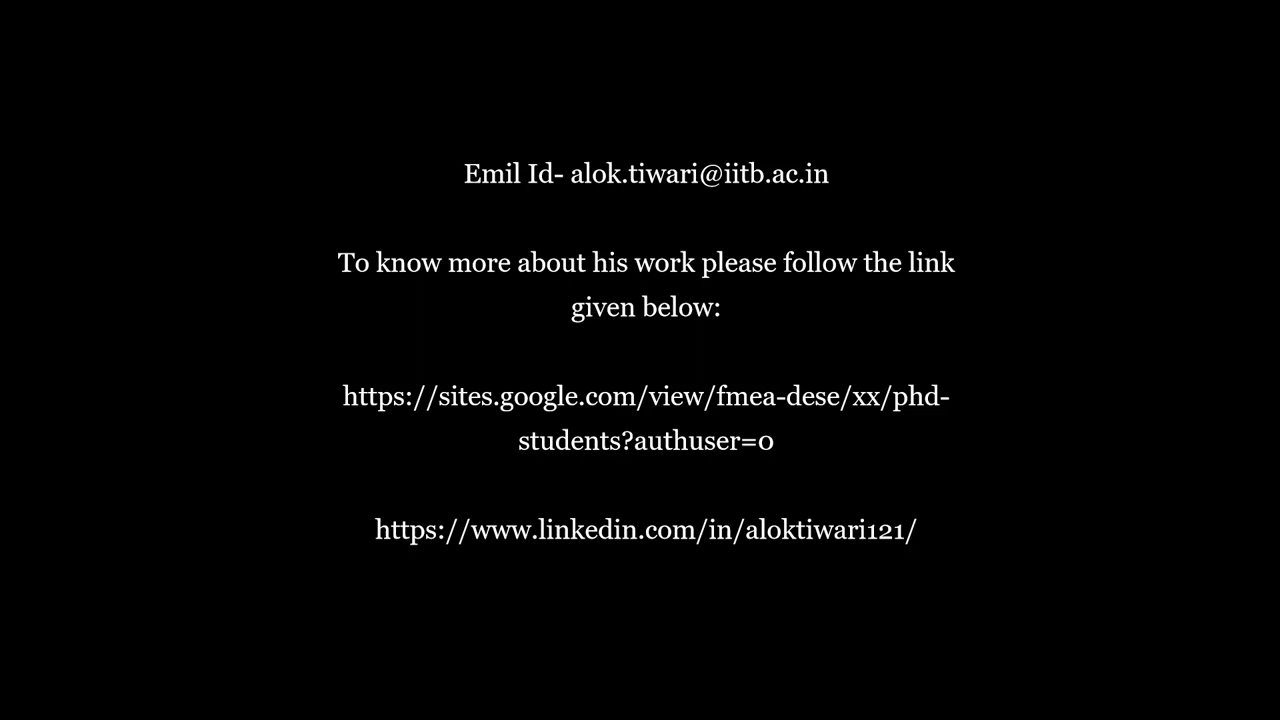 Emil Id- alok.tiwari@iitb.ac.in
To know more about his work please follow the link
given below:
https://sites.google.com/view/fmea-dese/xx/phd-
students?authuser=0
https://www.linkedin.com/in/aloktiwari121/